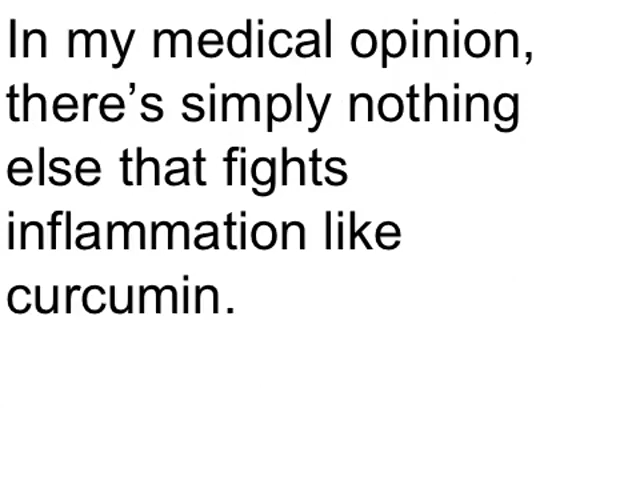 In my medical opinion,
there’s simply nothing
else that fights
inflammation like
curcumin.